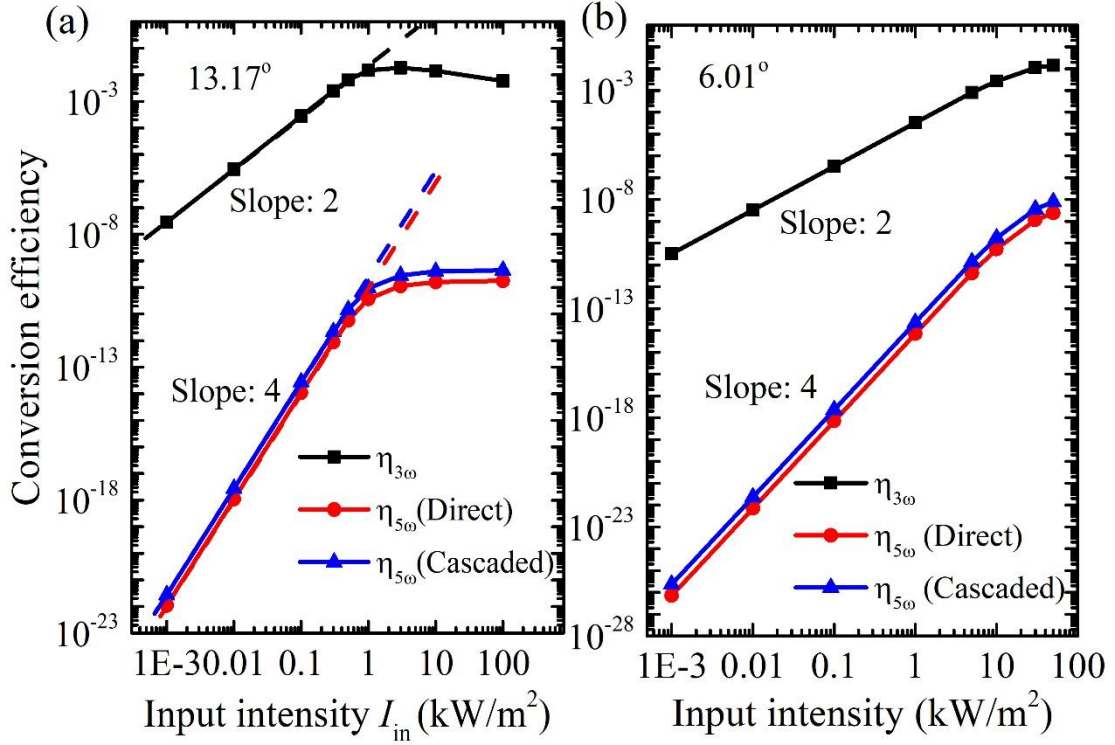 (a)
13.17°
Conversion efficiency
10⁻³
10⁻⁸
10⁻¹³
10⁻¹⁸
10⁻²³
Slope: 2
Slope: 4
η₃ω
η₅ω (Direct)
η₅ω (Cascaded)
1E-3 0.01 0.1 1 10 100
Input intensity Iᵢₙ (kW/m²)
(b)
6.01°
10⁻³
10⁻⁸
10⁻¹³
10⁻¹⁸
10⁻²³
10⁻²⁸
Slope: 2
Slope: 4
η₃ω
η₅ω (Direct)
η₅ω (Cascaded)
1E-3 0.01 0.1 1 10 100
Input intensity (kW/m²)